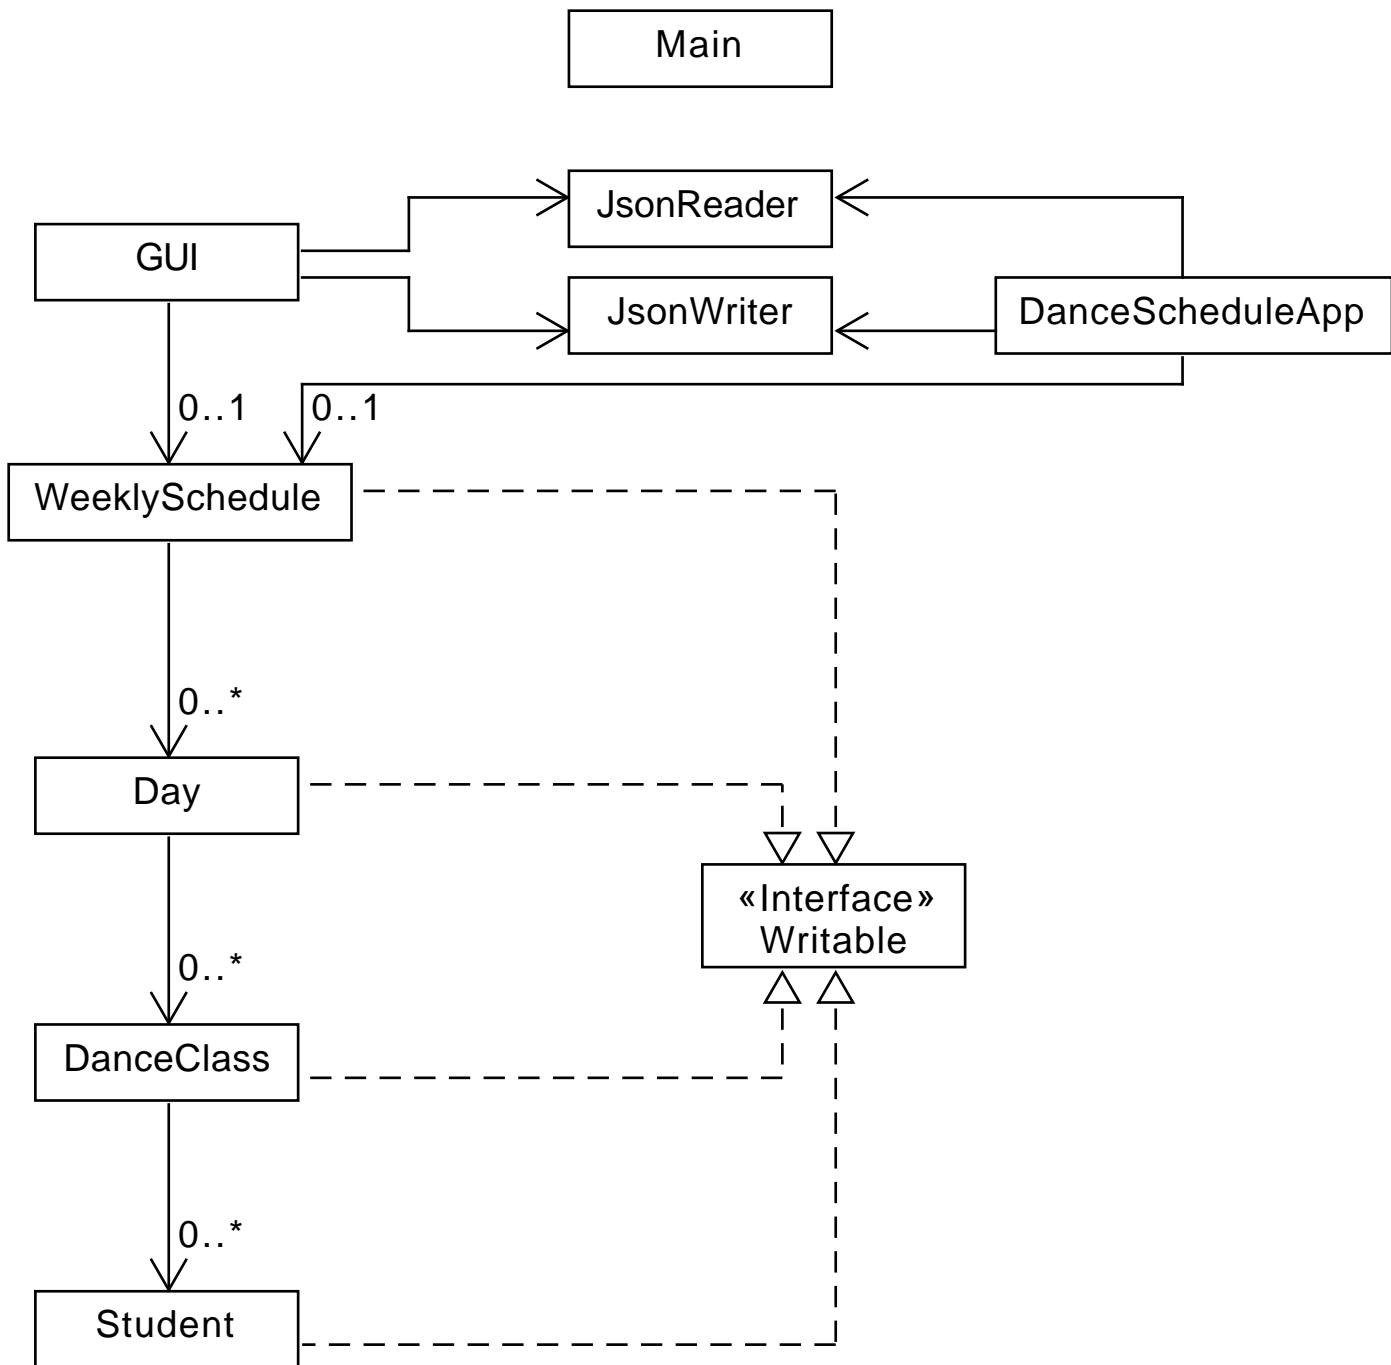 Main
JsonReader
GUI
JsonWriter
DanceScheduleApp
0..1
0..1
WeeklySchedule
0..*
Day
«Interface»
Writable
0..*
DanceClass
0..*
Student